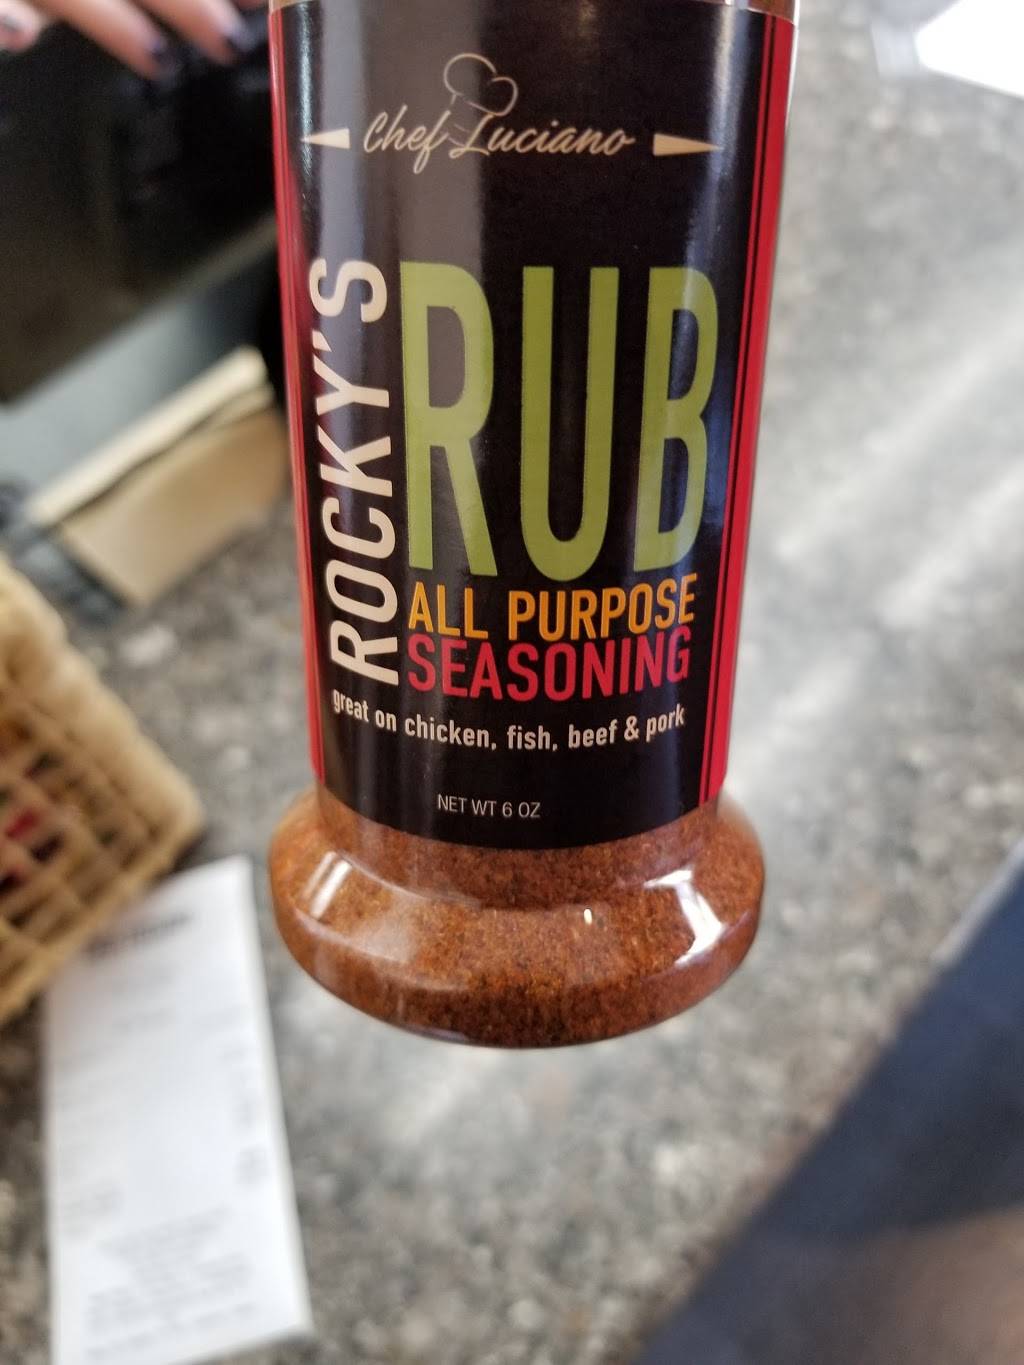 Chef Luciano
ROCKY'S
RUB
ALL PURPOSE
SEASONING
great on chicken, fish, beef & pork
NET WT 6 OZ